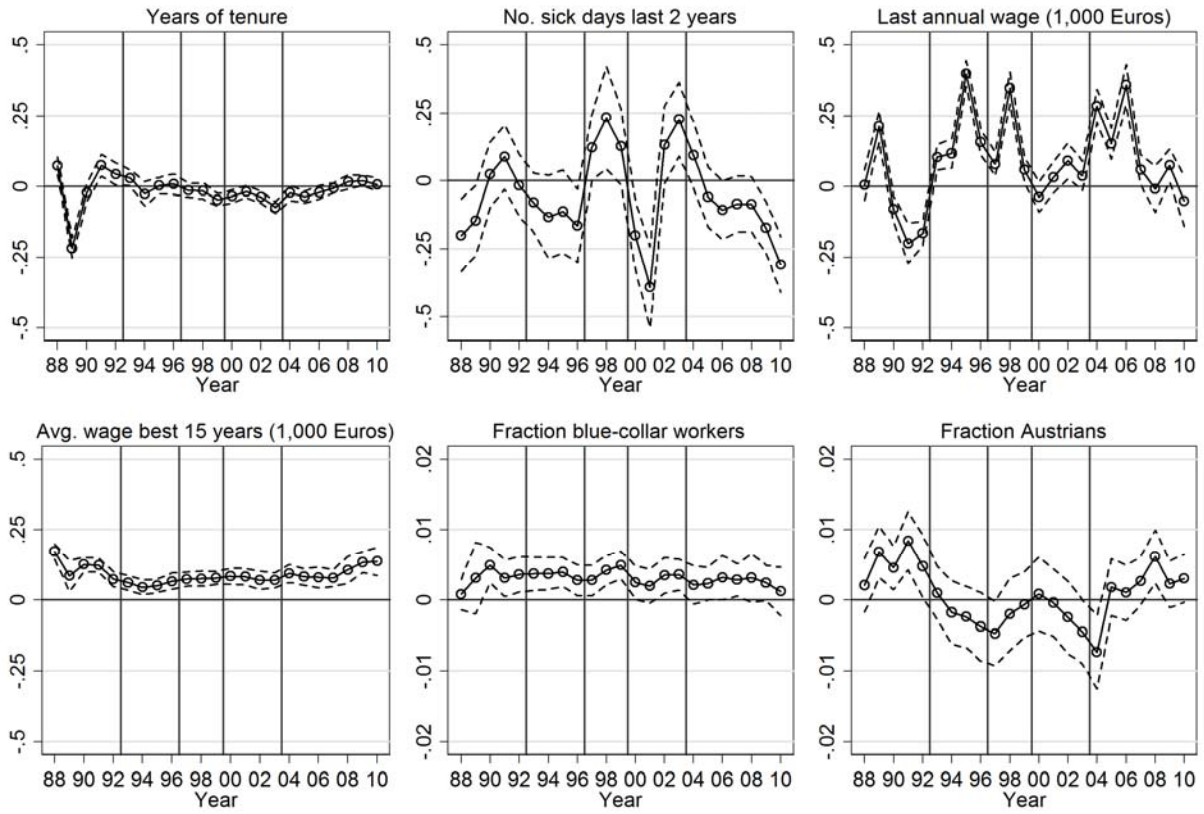 Years of tenure
.5
.25
0
-.25
-.5
88 90 92 94 96 98 00 02 04 06 08 10
Year
No. sick days last 2 years
.5
.25
0
-.25
-.5
88 90 92 94 96 98 00 02 04 06 08 10
Year
Last annual wage (1,000 Euros)
.5
.25
0
-.25
-.5
88 90 92 94 96 98 00 02 04 06 08 10
Year
Avg. wage best 15 years (1,000 Euros)
.5
.25
0
-.25
-.5
88 90 92 94 96 98 00 02 04 06 08 10
Year
Fraction blue-collar workers
.02
.01
0
-.01
-.02
88 90 92 94 96 98 00 02 04 06 08 10
Year
Fraction Austrians
.02
.01
0
-.01
-.02
88 90 92 94 96 98 00 02 04 06 08 10
Year